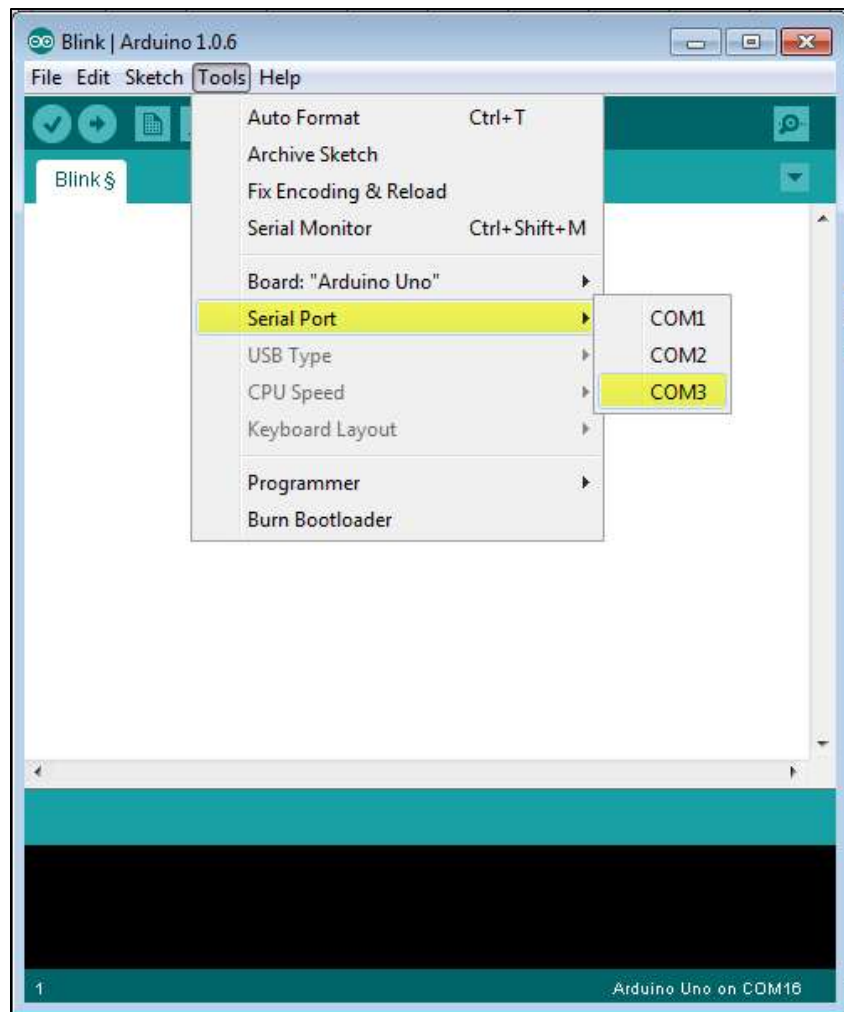 Blink | Arduino 1.0.6
File Edit Sketch Tools Help
Auto Format Ctrl+T
Archive Sketch
Blink §
Fix Encoding & Reload
Serial Monitor Ctrl+Shift+M
Board: "Arduino Uno"
Serial Port
COM1
USB Type
COM2
CPU Speed
COM3
Keyboard Layout
Programmer
Burn Bootloader
1 Arduino Uno on COM16